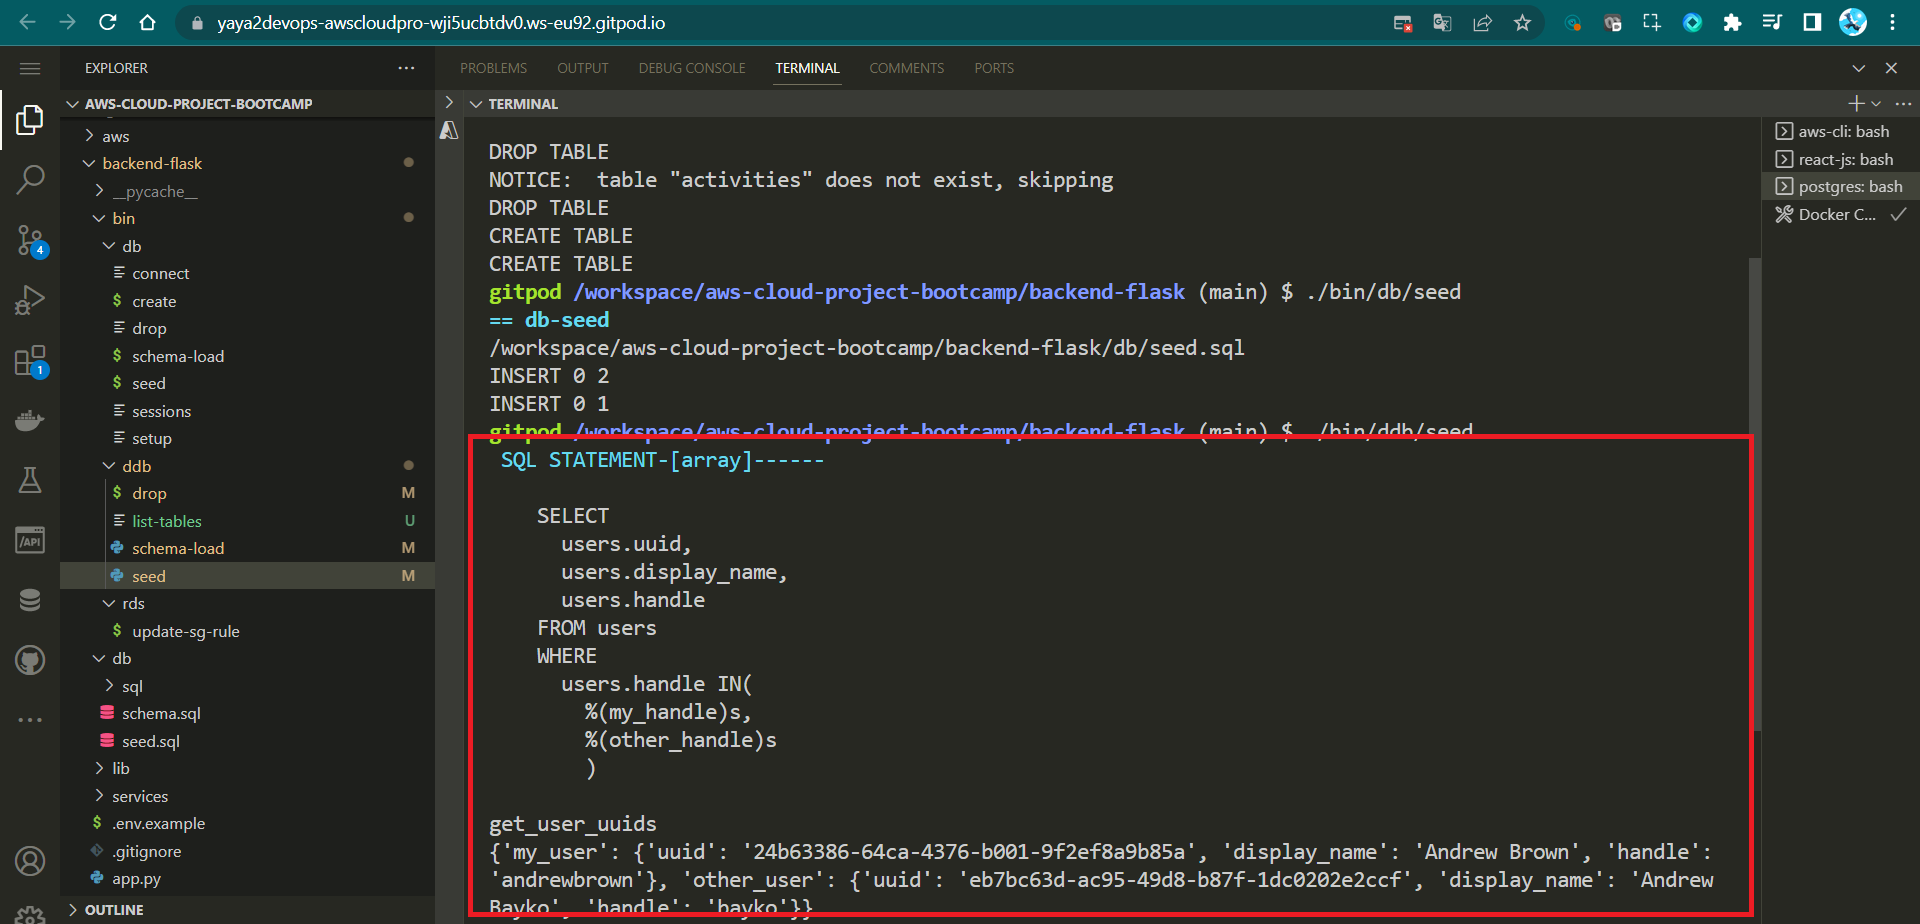 yaya2devops-awscloudpro-wji5ucbtdv0.ws-eu92.gitpod.io
EXPLORER
AWS-CLOUD-PROJECT-BOOTCAMP
aws
backend-flask
__pycache__
bin
db
connect
$ create
drop
$ schema-load
$ seed
sessions
setup
ddb
$ drop M
list-tables U
schema-load M
seed M
rds
$ update-sg-rule
db
sql
schema.sql
seed.sql
lib
services
$ .env.example
.gitignore
app.py
OUTLINE
4
1
/API
PROBLEMS OUTPUT DEBUG CONSOLE TERMINAL COMMENTS PORTS
TERMINAL
DROP TABLE
NOTICE:  table "activities" does not exist, skipping
DROP TABLE
CREATE TABLE
CREATE TABLE
gitpod /workspace/aws-cloud-project-bootcamp/backend-flask (main) $ ./bin/db/seed
== db-seed
/workspace/aws-cloud-project-bootcamp/backend-flask/db/seed.sql
INSERT 0 2
INSERT 0 1
gitpod /workspace/aws-cloud-project-bootcamp/backend-flask (main) $ ./bin/ddb/seed
SQL STATEMENT-[array]------
SELECT
users.uuid,
users.display_name,
users.handle
FROM users
WHERE
users.handle IN(
%(my_handle)s,
%(other_handle)s
)
get_user_uuids
{'my_user': {'uuid': '24b63386-64ca-4376-b001-9f2ef8a9b85a', 'display_name': 'Andrew Brown', 'handle':
'andrewbrown'}, 'other_user': {'uuid': 'eb7bc63d-ac95-49d8-b87f-1dc0202e2ccf', 'display_name': 'Andrew
Bayko', 'handle': 'bayko'}}
aws-cli: bash
react-js: bash
postgres: bash
Docker C...